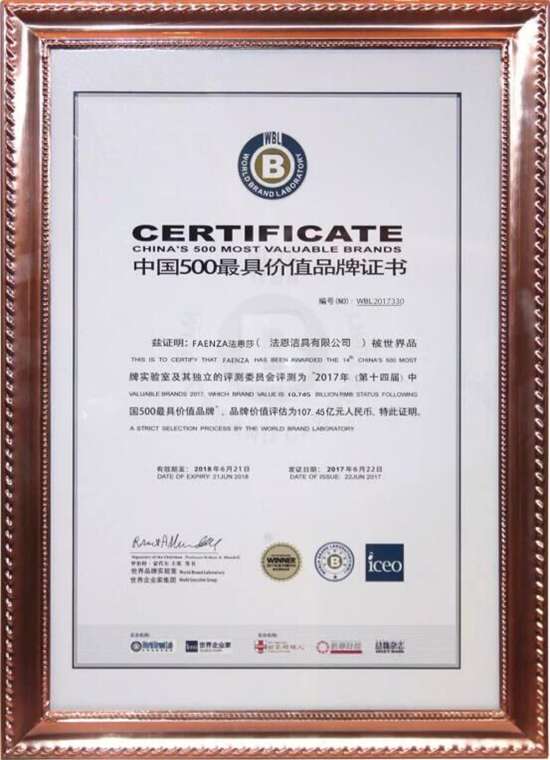 WBL
B
WORLD BRAND LABORATORY
CERTIFICATE
CHINA'S 500 MOST VALUABLE BRANDS
中国500最具价值品牌证书
编号(NO): WBL2017330
兹证明：FAENZA法恩莎( 法恩洁具有限公司 )被世界品
THIS IS TO CERTIFY THAT FAENZA HAS BEEN AWARDED THE 14th CHINA'S 500 MOST
牌实验室及其独立的评测委员会评测为"2017年（第十四届）中
VALUABLE BRANDS 2017, WHICH BRAND VALUE IS 10.745 BILLION RMB STATUS FOLLOWING
国500最具价值品牌"，品牌价值评估为107.45亿元人民币，特此证明。
A STRICT SELECTION PROCESS BY THE WORLD BRAND LABORATORY
有效期至：2018年6月21日
DATE OF EXPIRY: 21JUN 2018
发证日期：2017年6月22日
DATE OF ISSUE: 22JUN 2017
世界品牌实验室 World Brand Laboratory
世界企业家集团 World Executive Group
WINNER
B
iceo
世界企业家